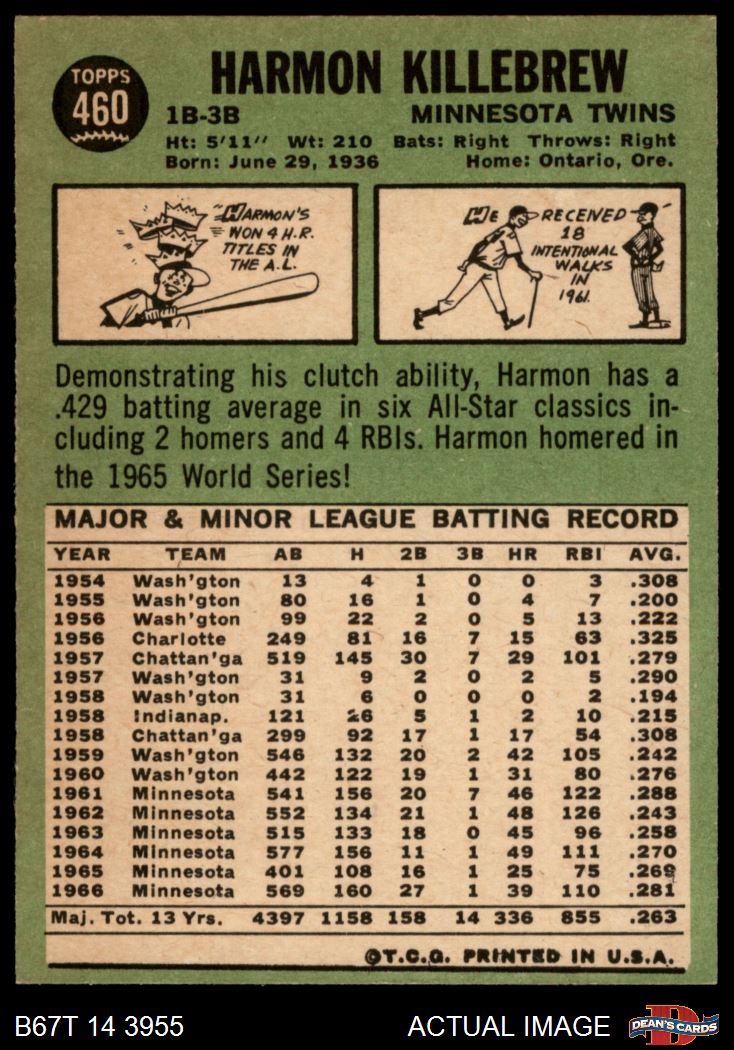 TOPPS
460
HARMON KILLEBREW
1B-3B MINNESOTA TWINS
Ht: 5'11" Wt: 210 Bats: Right Throws: Right
Born: June 29, 1936 Home: Ontario, Ore.
HARMON'S
WON 4 H.R.
TITLES IN
THE A.L.
HE RECEIVED
18
INTENTIONAL
WALKS
IN
1961.
Demonstrating his clutch ability, Harmon has a
.429 batting average in six All-Star classics in-
cluding 2 homers and 4 RBIs. Harmon homered in
the 1965 World Series!
MAJOR & MINOR LEAGUE BATTING RECORD
YEAR TEAM AB H 2B 3B HR RBI AVG.
1954 Wash'gton 13 4 1 0 0 3 .308
1955 Wash'gton 80 16 1 0 4 7 .200
1956 Wash'gton 99 22 2 0 5 13 .222
1956 Charlotte 249 81 16 7 15 63 .325
1957 Chattan'ga 519 145 30 7 29 101 .279
1957 Wash'gton 31 9 2 0 2 5 .290
1958 Wash'gton 31 6 0 0 0 2 .194
1958 Indianap. 121 26 5 1 2 10 .215
1958 Chattan'ga 299 92 17 1 17 54 .308
1959 Wash'gton 546 132 20 2 42 105 .242
1960 Wash'gton 442 122 19 1 31 80 .276
1961 Minnesota 541 156 20 7 46 122 .288
1962 Minnesota 552 134 21 1 48 126 .243
1963 Minnesota 515 133 18 0 45 96 .258
1964 Minnesota 577 156 11 1 49 111 .270
1965 Minnesota 401 108 16 1 25 75 .269
1966 Minnesota 569 160 27 1 39 110 .281
Maj. Tot. 13 Yrs. 4397 1158 158 14 336 855 .263
©T.C.G. PRINTED IN U.S.A.
B67T 14 3955 ACTUAL IMAGE D DEAN'S CARDS